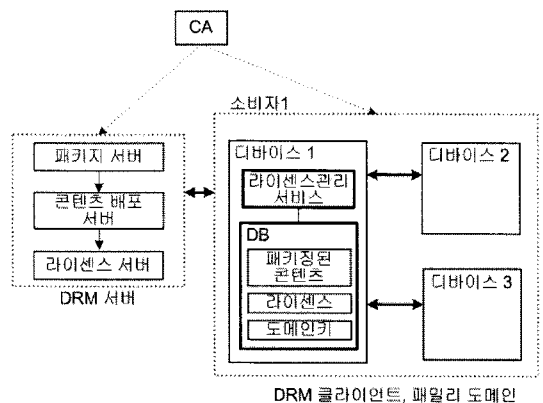 CA
소비자1
패키지 서버
콘텐츠 배포
서버
라이센스 서버
DRM 서버
디바이스 1
라이센스관리
서비스
DB
패키징된
콘텐츠
라이센스
도메인키
디바이스 2
디바이스 3
DRM 클라이언트, 패밀리 도메인